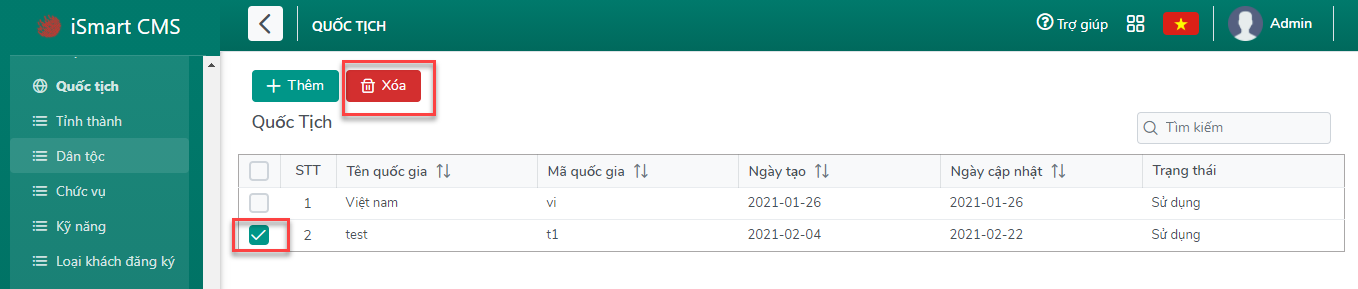 iSmart CMS
QUỐC TỊCH
Trợ giúp
Admin
Quốc tịch
Tỉnh thành
Dân tộc
Chức vụ
Kỹ năng
Loại khách đăng ký
Thêm
Xóa
Quốc Tịch
Tìm kiếm
STT Tên quốc gia Mã quốc gia Ngày tạo Ngày cập nhật Trạng thái
1 Việt nam vi 2021-01-26 2021-01-26 Sử dụng
2 test t1 2021-02-04 2021-02-22 Sử dụng